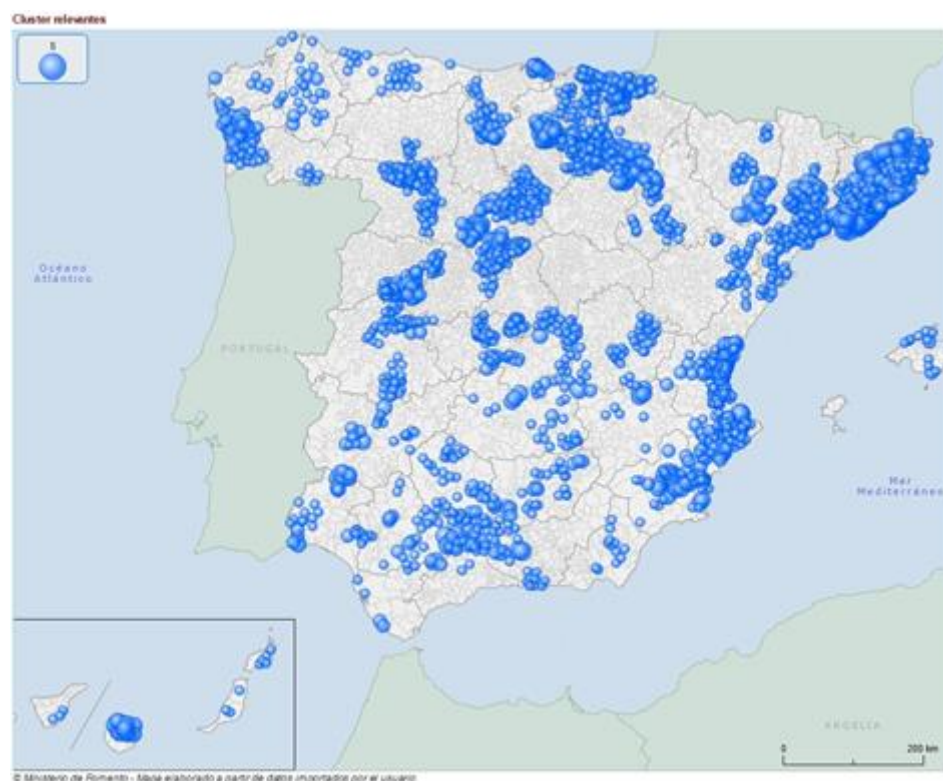 Cluster relevantes
8
Océano
Atlántico
PORTUGAL
Mar
Mediterráneo
ARGELIA
0 200 km
© Ministerio de Fomento - Mapa elaborado a partir de datos importados por el usuario